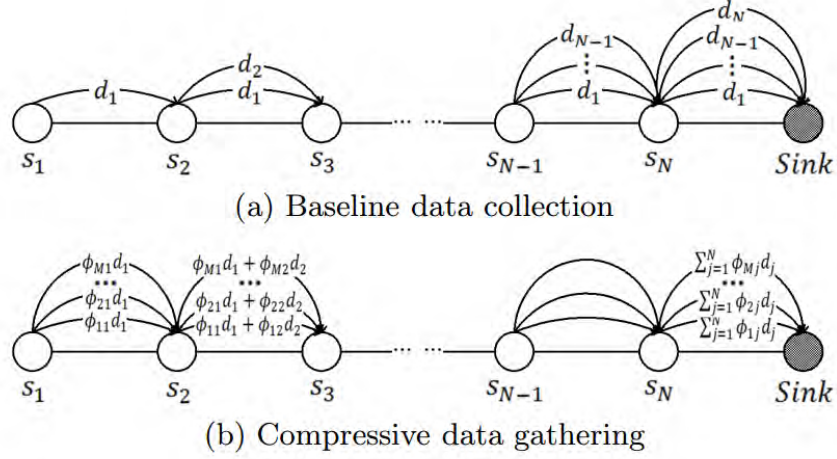 d_N
d_{N-1} d_{N-1}
d_2 ⋮ ⋮
d_1 d_1 d_1 d_1
... ...
s_1 s_2 s_3 s_{N-1} s_N Sink
(a) Baseline data collection
ϕ_{M1}d_1 ϕ_{M1}d_1 + ϕ_{M2}d_2 ∑_{j=1}^{N} ϕ_{Mj}d_j
... ... ...
ϕ_{21}d_1 ϕ_{21}d_1 + ϕ_{22}d_2 ∑_{j=1}^{N} ϕ_{2j}d_j
ϕ_{11}d_1 ϕ_{11}d_1 + ϕ_{12}d_2 ∑_{j=1}^{N} ϕ_{1j}d_j
... ...
s_1 s_2 s_3 s_{N-1} s_N Sink
(b) Compressive data gathering